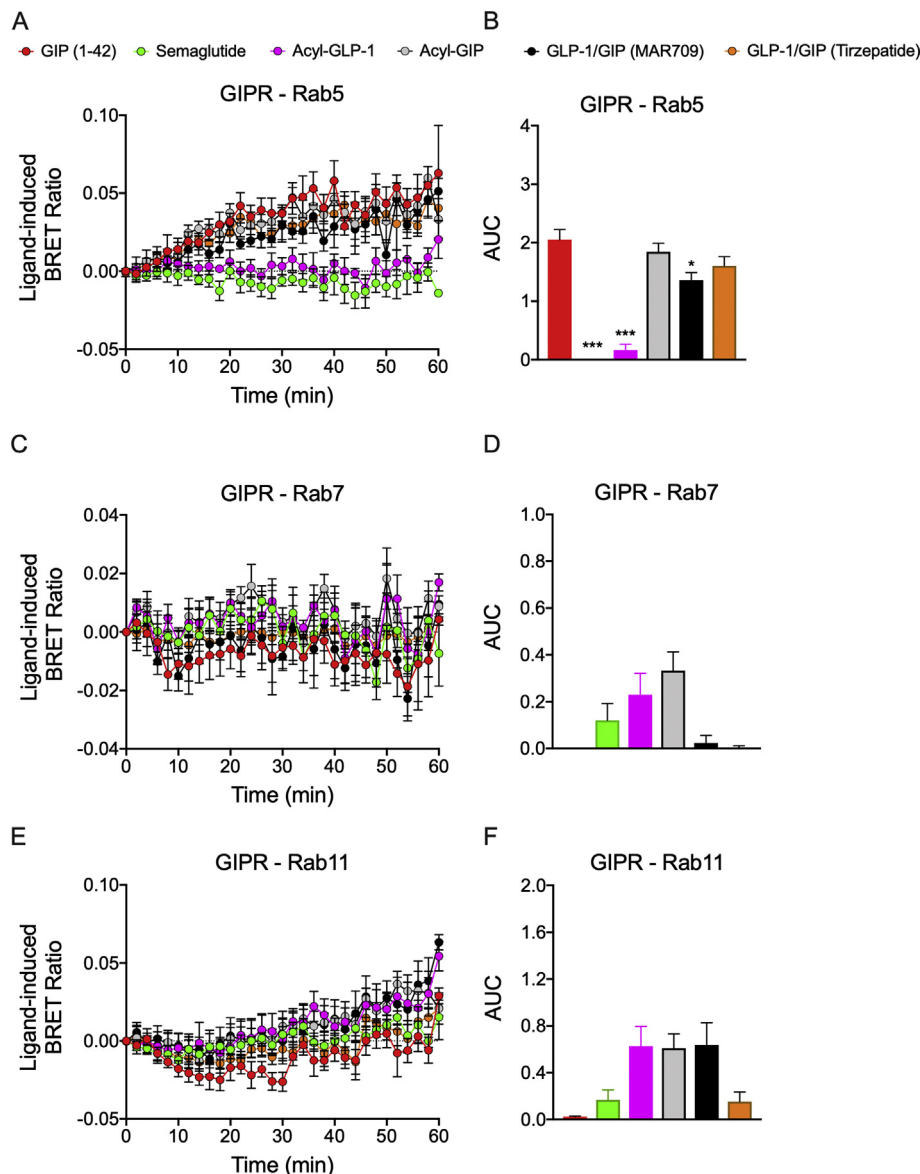 A
B
GIP (1-42) Semaglutide Acyl-GLP-1 Acyl-GIP GLP-1/GIP (MAR709) GLP-1/GIP (Tirzepatide)
GIPR - Rab5
Ligand-induced
BRET Ratio
0.10
0.05
0.00
-0.05
0 10 20 30 40 50 60
Time (min)
GIPR - Rab5
AUC
4
3
2
1
0
*** *** *
C
D
GIPR - Rab7
Ligand-induced
BRET Ratio
0.04
0.02
0.00
-0.02
-0.04
0 10 20 30 40 50 60
Time (min)
GIPR - Rab7
AUC
1.0
0.8
0.6
0.4
0.2
0.0
E
F
GIPR - Rab11
Ligand-induced
BRET Ratio
0.10
0.05
0.00
-0.05
0 10 20 30 40 50 60
Time (min)
GIPR - Rab11
AUC
2.0
1.6
1.2
0.8
0.4
0.0